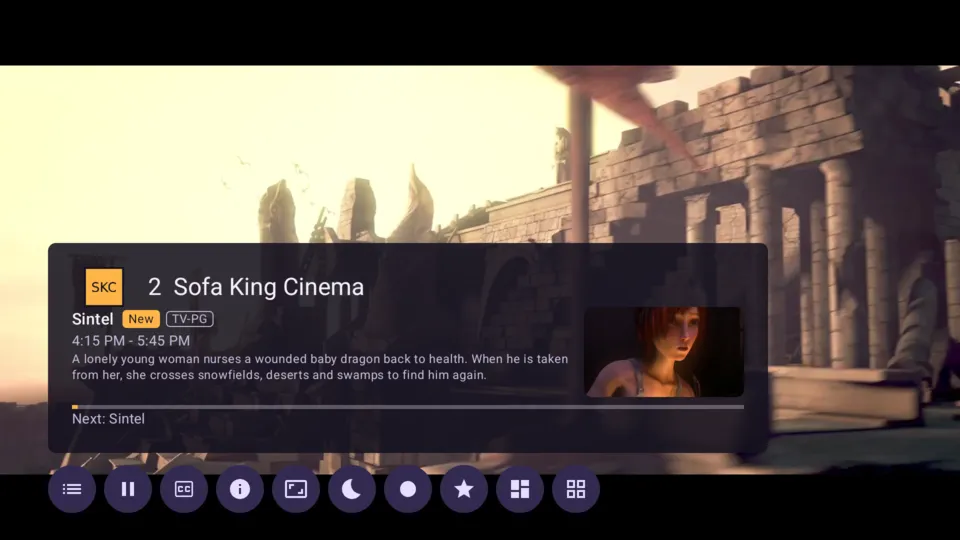 SKC
2 Sofa King Cinema
Sintel New TV-PG
4:15 PM - 5:45 PM
A lonely young woman nurses a wounded baby dragon back to health. When he is taken
from her, she crosses snowfields, deserts and swamps to find him again.
Next: Sintel
CC